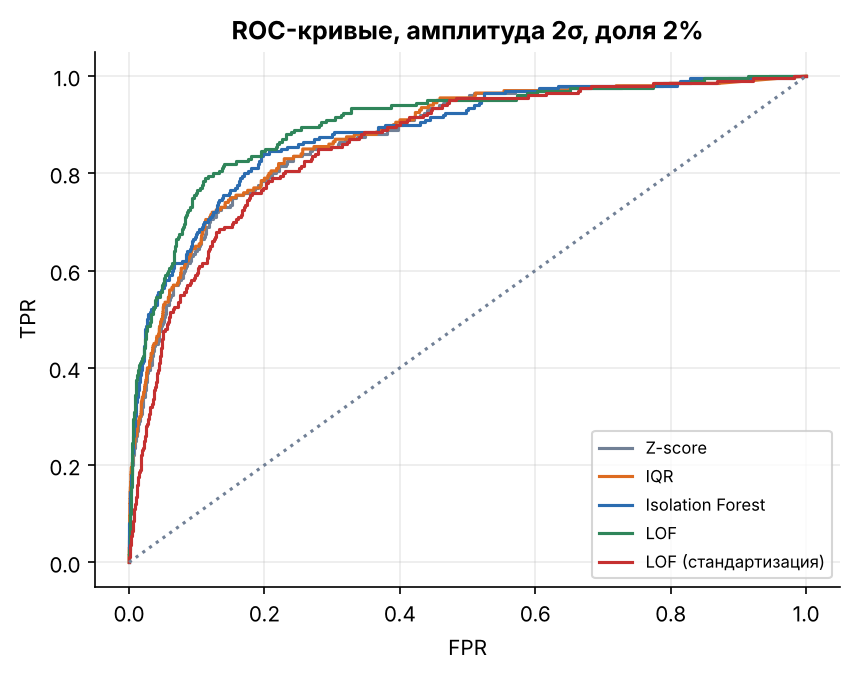 ROC-кривые, амплитуда 2σ, доля 2%
TPR
1.0
0.8
0.6
0.4
0.2
0.0
Z-score
IQR
Isolation Forest
LOF
LOF (стандартизация)
0.0 0.2 0.4 0.6 0.8 1.0
FPR